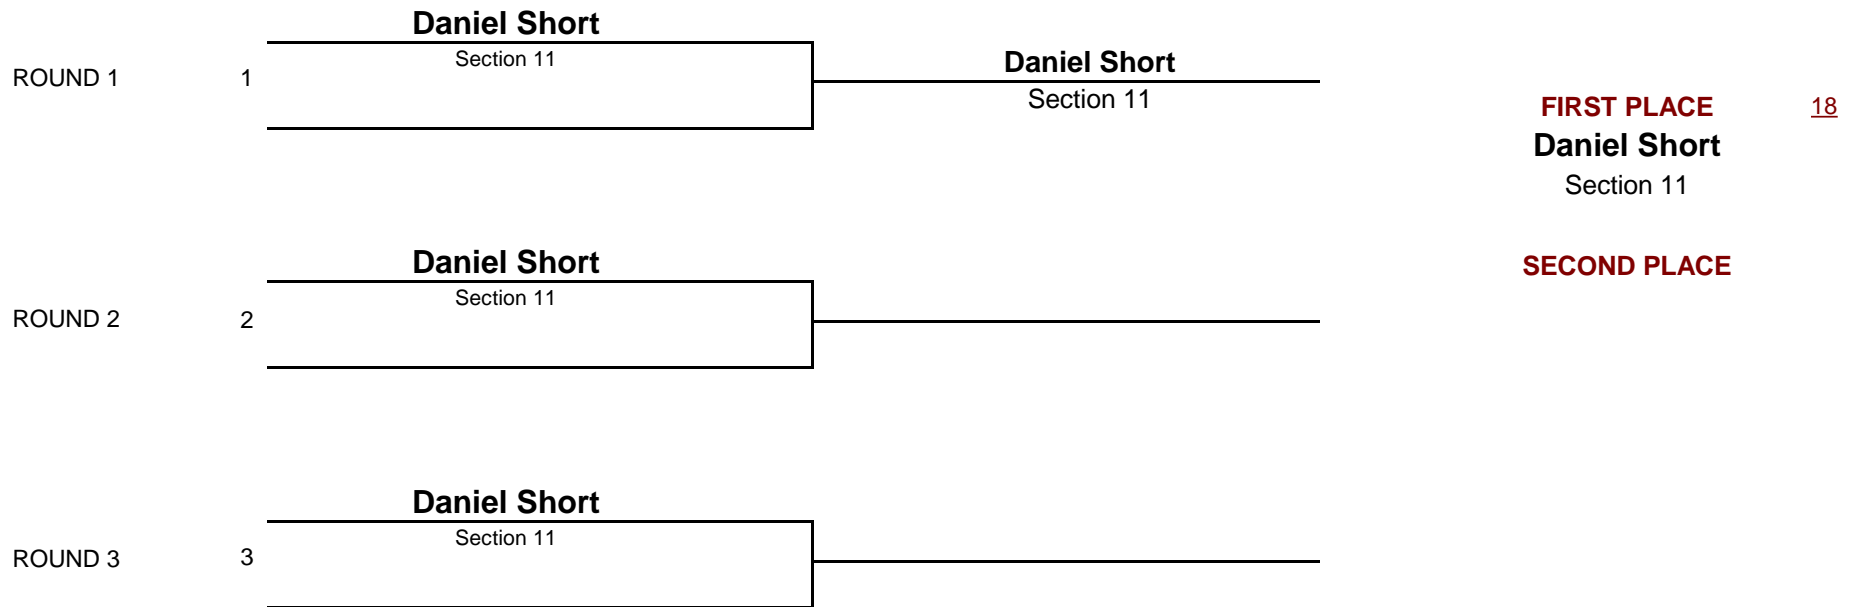 Daniel Short
Section 11
ROUND 1
1
Daniel Short
Section 11
FIRST PLACE
18
Daniel Short
Section 11
Daniel Short
Section 11
ROUND 2
2
SECOND PLACE
Daniel Short
Section 11
ROUND 3
3